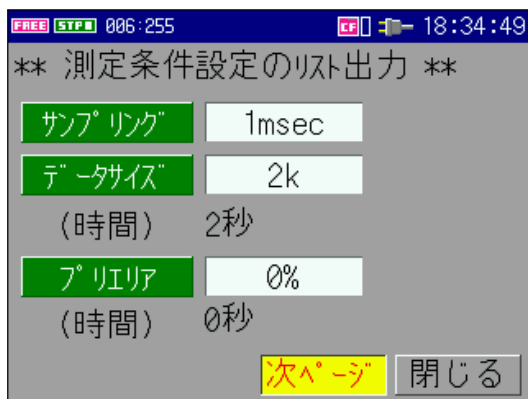 FREE STPⅡ 006:255 CF 18:34:49
** 測定条件設定のﾘｽﾄ出力 **
ｻﾝﾌﾟﾘﾝｸﾞ 1msec
ﾃﾞｰﾀｻｲｽﾞ 2k
(時間) 2秒
ﾌﾟﾘｴﾘｱ 0%
(時間) 0秒
次ﾍﾟｰｼﾞ 閉じる